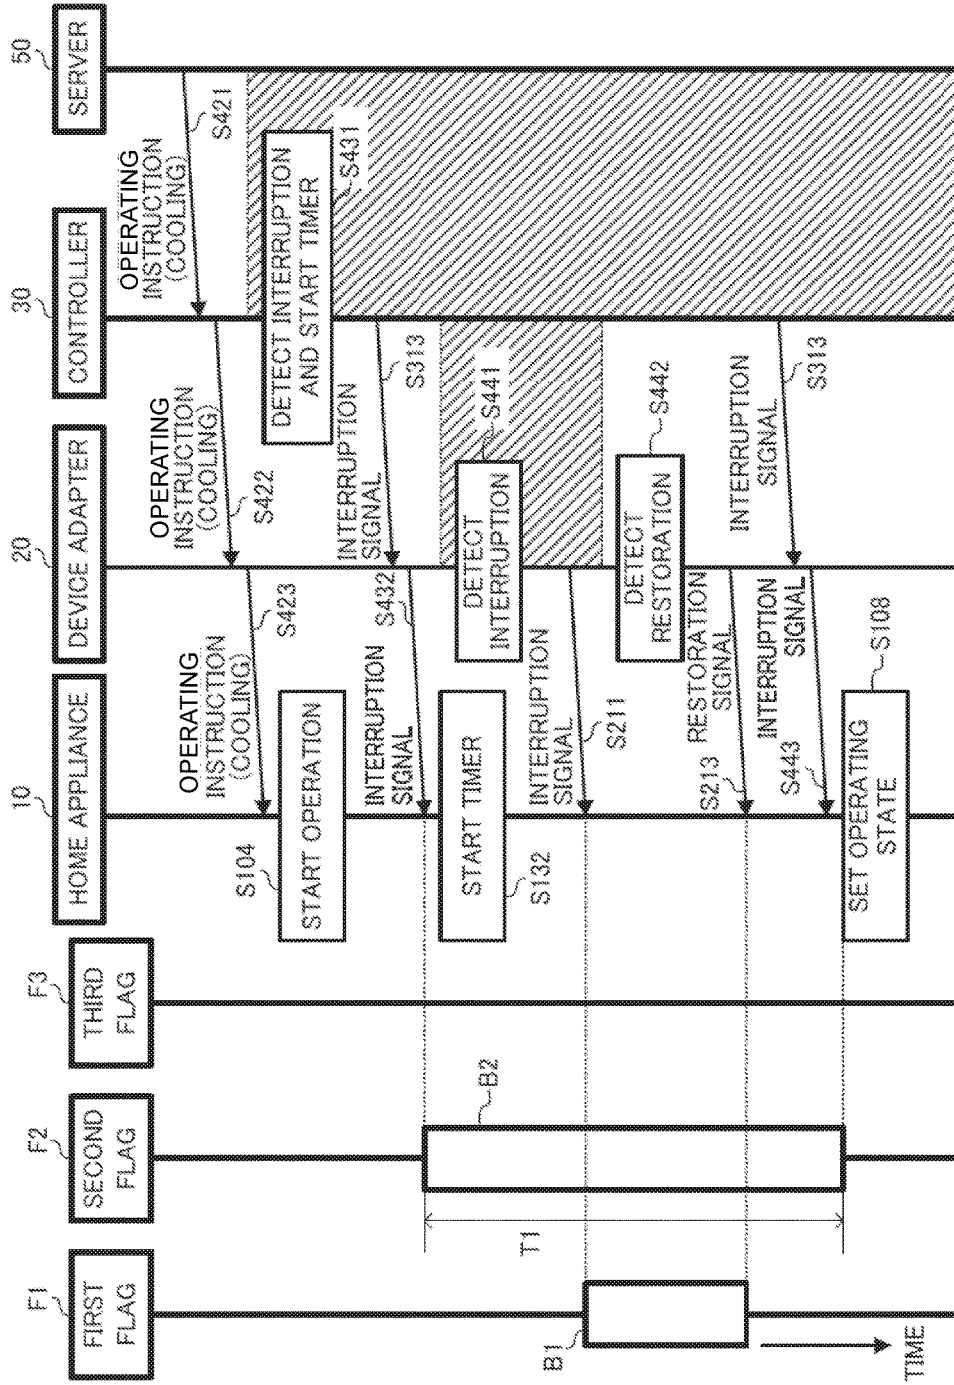 F1
FIRST
FLAG
F2
SECOND
FLAG
F3
THIRD
FLAG
10
HOME APPLIANCE
20
DEVICE ADAPTER
30
CONTROLLER
50
SERVER
OPERATING
INSTRUCTION
(COOLING)
S421
OPERATING
INSTRUCTION
(COOLING)
S422
OPERATING
INSTRUCTION
(COOLING)
S423
S104
START OPERATION
DETECT INTERRUPTION
AND START TIMER
S431
INTERRUPTION
SIGNAL
S313
INTERRUPTION
SIGNAL
S432
START TIMER
S132
DETECT
INTERRUPTION
S441
INTERRUPTION
SIGNAL
S211
DETECT
RESTORATION
S442
RESTORATION
SIGNAL
S213
INTERRUPTION
SIGNAL
S313
INTERRUPTION
SIGNAL
S443
SET OPERATING
STATE
S108
B2
T1
B1
TIME